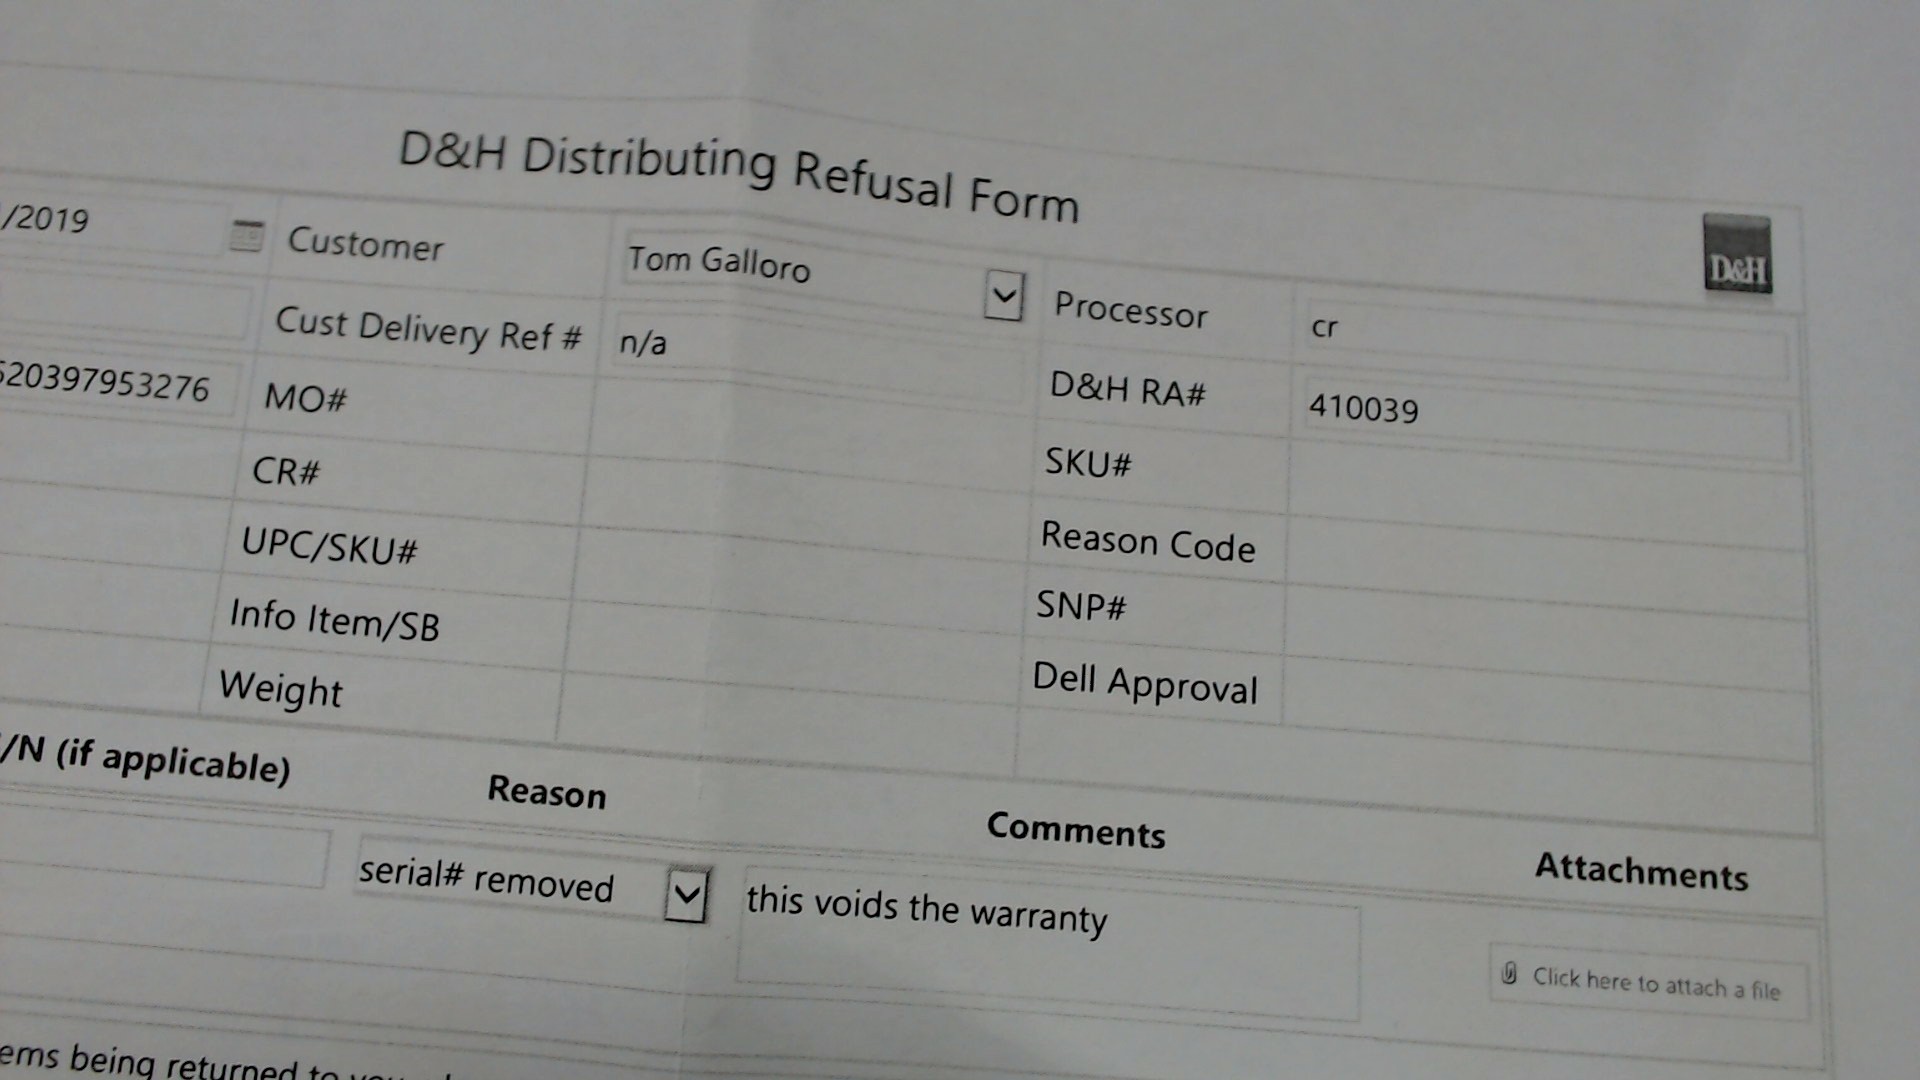 D&H Distributing Refusal Form
D&H
/2019 Customer Tom Galloro Processor cr
Cust Delivery Ref # n/a D&H RA# 410039
520397953276 MO# SKU#
CR# Reason Code
UPC/SKU# SNP#
Info Item/SB Dell Approval
Weight
/N (if applicable) Reason Comments Attachments
serial# removed this voids the warranty Click here to attach a file
being returned to